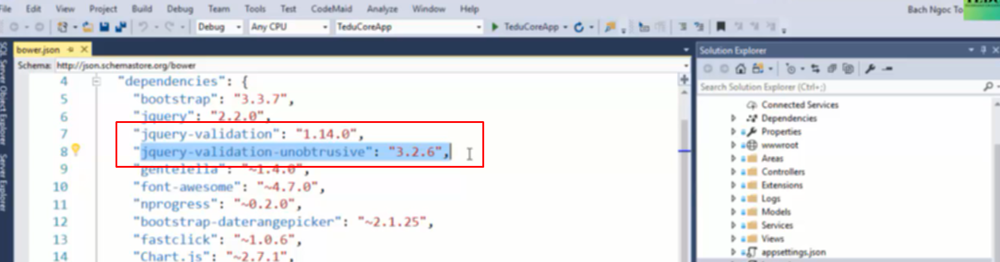 File Edit View Project Build Debug Team Tools Test CodeMaid Analyze Window Help
Bach Ngoc To
Debug Any CPU TeduCoreApp TeduCoreApp
bower.json
Schema: http://json.schemastore.org/bower
4 "dependencies": {
5 "bootstrap": "3.3.7",
6 "jquery": "2.2.0",
7 "jquery-validation": "1.14.0",
8 "jquery-validation-unobtrusive": "3.2.6",
9 "gentelella": "~1.4.0",
10 "font-awesome": "~4.7.0",
11 "nprogress": "~0.2.0",
12 "bootstrap-daterangepicker": "~2.1.25",
13 "fastclick": "~1.0.6",
14 "Chart.js": "~2.7.1",
SQL Server Object Explorer
Server Explorer
Solution Explorer
Search Solution Explorer (Ctrl+;)
Connected Services
Dependencies
Properties
wwwroot
Areas
Controllers
Extensions
Logs
Models
Services
Views
appsettings.json